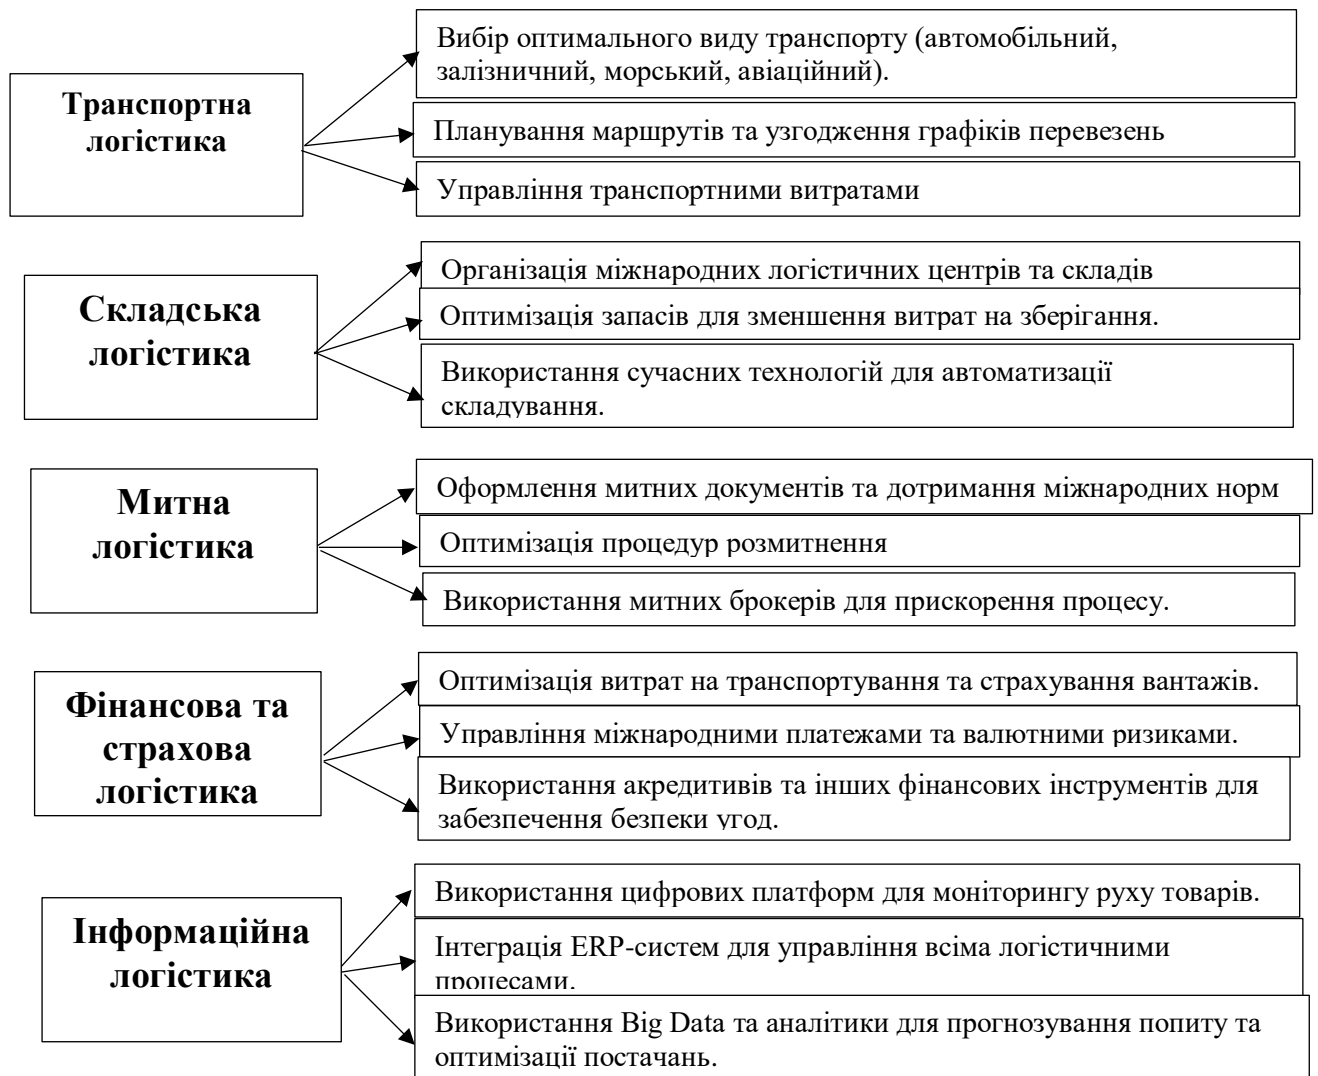 Транспортна
логістика
Вибір оптимального виду транспорту (автомобільний,
залізничний, морський, авіаційний).
Планування маршрутів та узгодження графіків перевезень
Управління транспортними витратами
Складська
логістика
Організація міжнародних логістичних центрів та складів
Оптимізація запасів для зменшення витрат на зберігання.
Використання сучасних технологій для автоматизації
складування.
Митна
логістика
Оформлення митних документів та дотримання міжнародних норм
Оптимізація процедур розмитнення
Використання митних брокерів для прискорення процесу.
Фінансова та
страхова
логістика
Оптимізація витрат на транспортування та страхування вантажів.
Управління міжнародними платежами та валютними ризиками.
Використання акредитивів та інших фінансових інструментів для
забезпечення безпеки угод.
Інформаційна
логістика
Використання цифрових платформ для моніторингу руху товарів.
Інтеграція ERP-систем для управління всіма логістичними
процесами.
Використання Big Data та аналітики для прогнозування попиту та
оптимізації постачань.